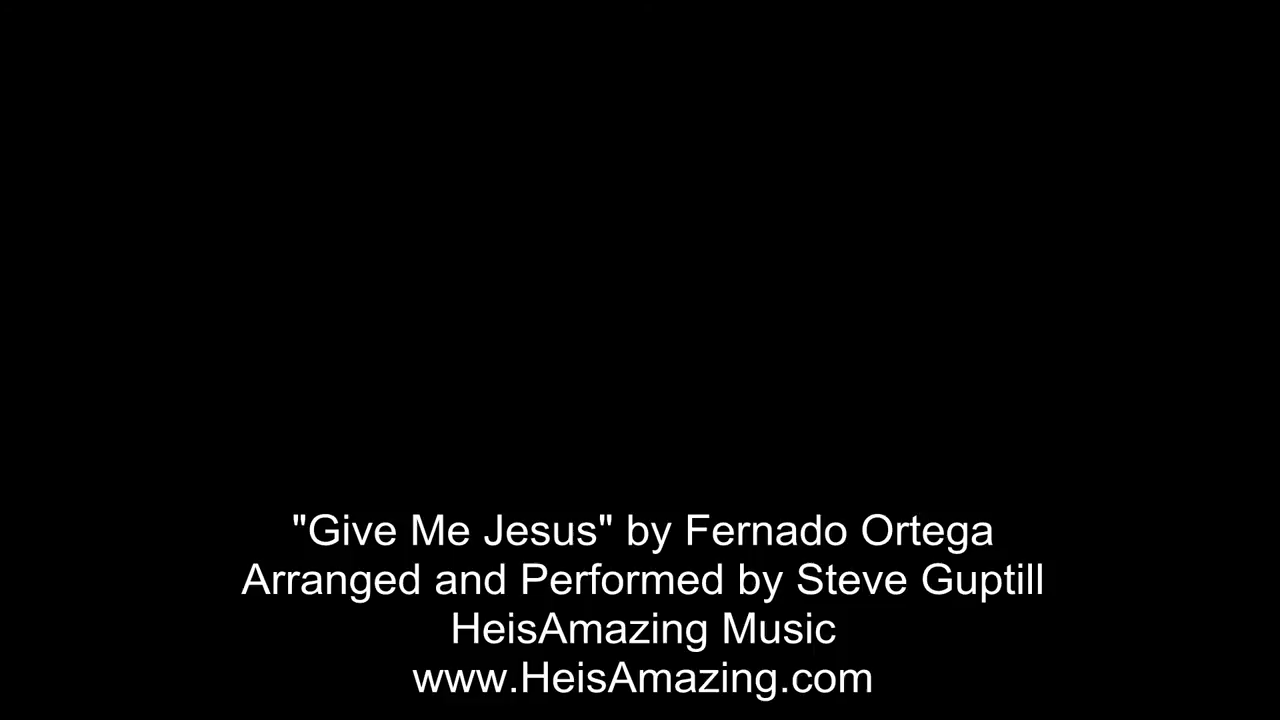 "Give Me Jesus" by Fernado Ortega
Arranged and Performed by Steve Guptill
HeisAmazing Music
www.HeisAmazing.com